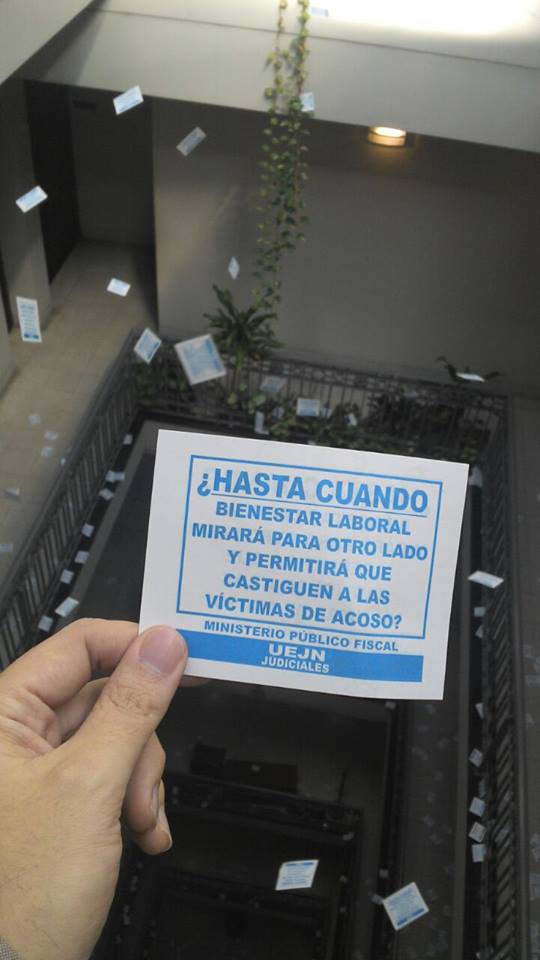 ¿HASTA CUANDO
BIENESTAR LABORAL
MIRARÁ PARA OTRO LADO
Y PERMITIRÁ QUE
CASTIGUEN A LAS
VÍCTIMAS DE ACOSO?
MINISTERIO PÚBLICO FISCAL
UEJN
JUDICIALES